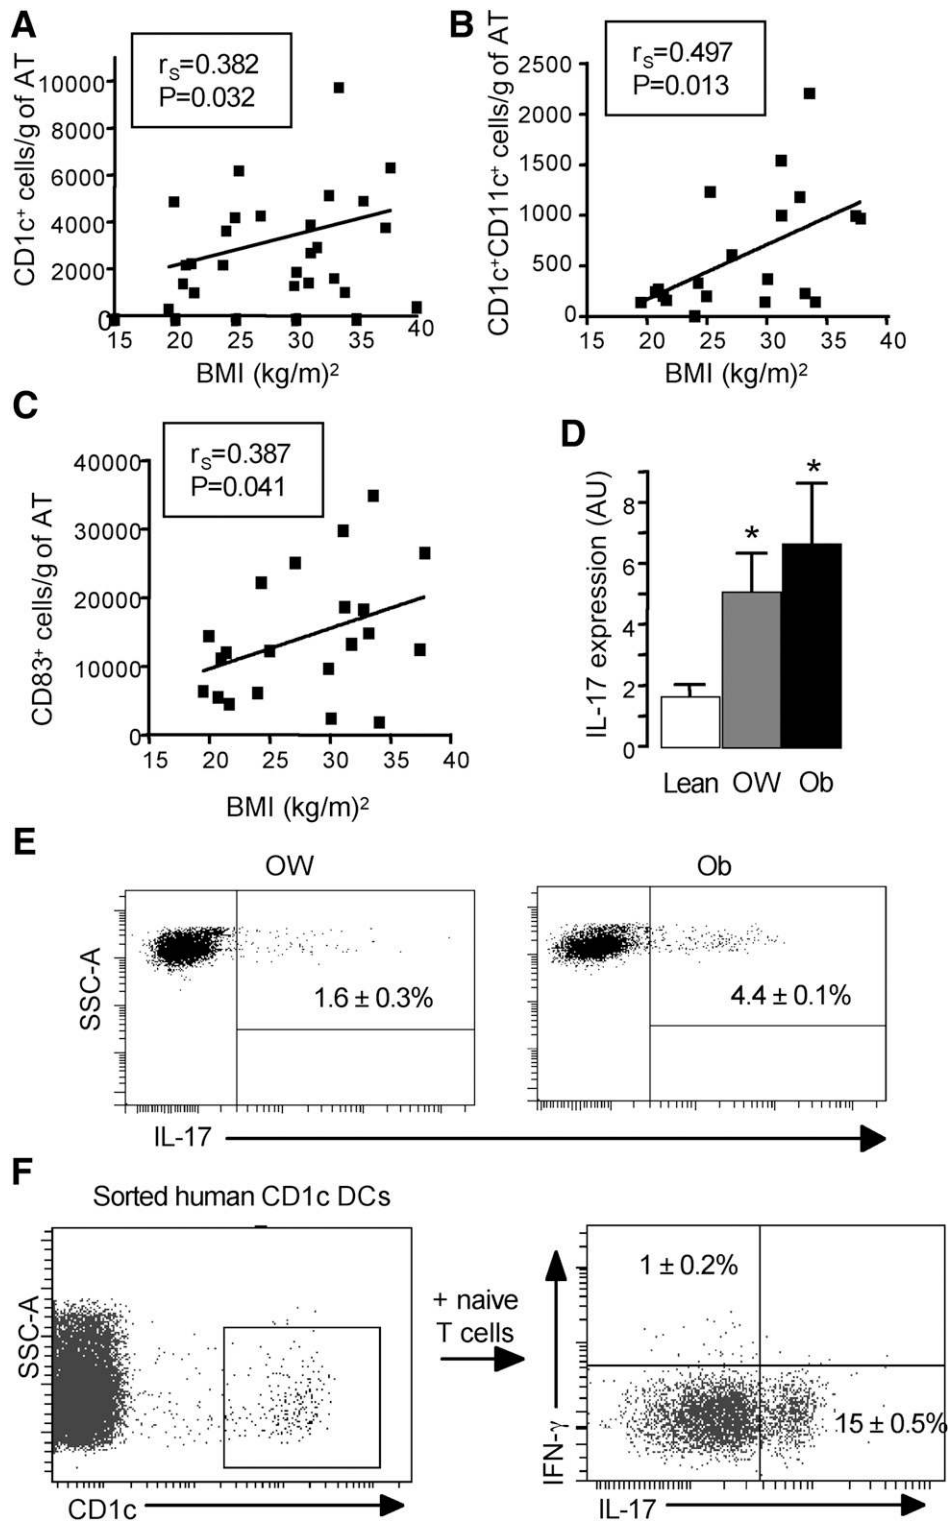 A
rS=0.382
P=0.032
CD1c+ cells/g of AT
10000
8000
6000
4000
2000
0
15 20 25 30 35 40
BMI (kg/m)2
B
rS=0.497
P=0.013
CD1c+CD11c+ cells/g of AT
2500
2000
1500
1000
500
0
15 20 25 30 35 40
BMI (kg/m)2
C
rS=0.387
P=0.041
CD83+ cells/g of AT
40000
30000
20000
10000
0
15 20 25 30 35 40
BMI (kg/m)2
D
IL-17 expression (AU)
8
6
4
2
0
* *
Lean OW Ob
E
OW
Ob
SSC-A
1.6 ± 0.3%
4.4 ± 0.1%
IL-17
F
Sorted human CD1c DCs
SSC-A
CD1c
+ naive
T cells
1 ± 0.2%
15 ± 0.5%
IFN-γ
IL-17